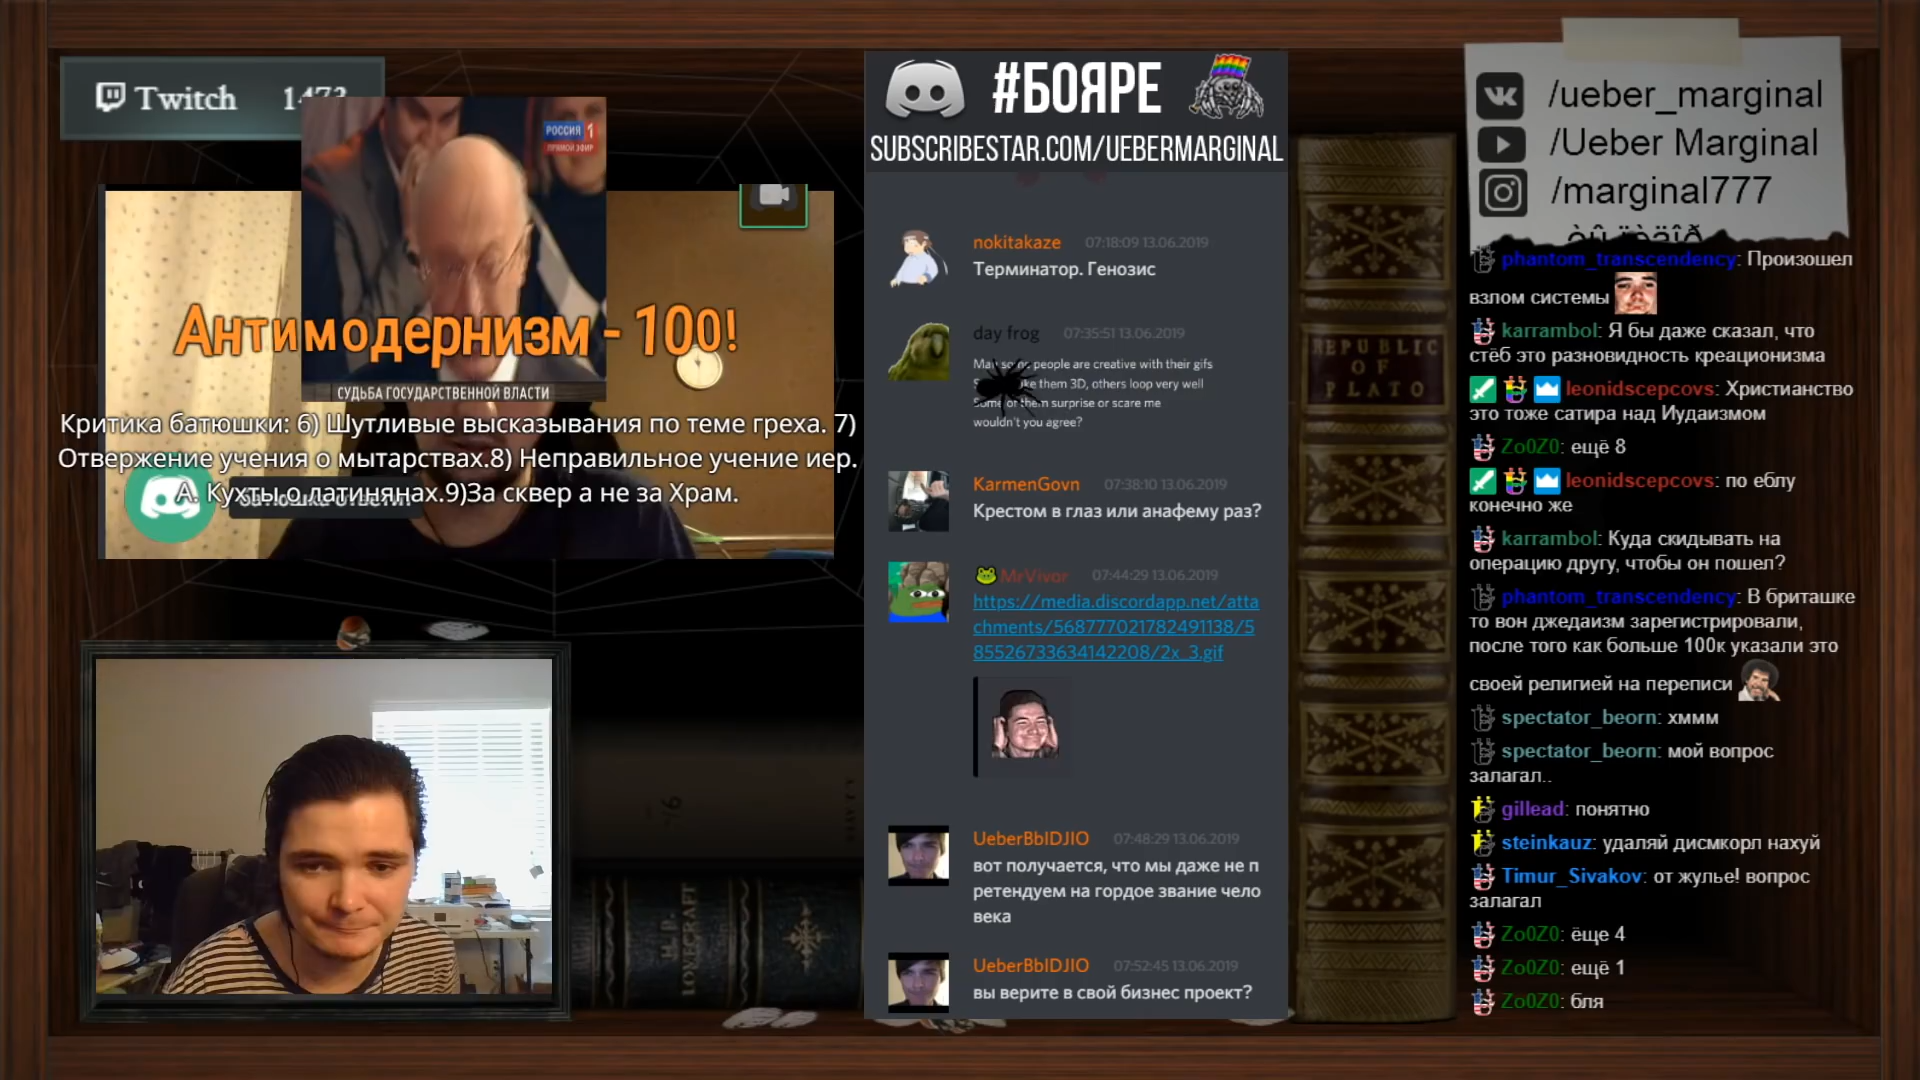 Twitch 1473
РОССИЯ 1
ПРЯМОЙ ЭФИР
Антимодернизм - 100!
СУДЬБА ГОСУДАРСТВЕННОЙ ВЛАСТИ
Критика батюшки: 6) Шутливые высказывания по теме греха. 7)
Отвержение учения о мытарствах.8) Неправильное учение иер.
А. Кухты о латинянах.9)За сквер а не за Храм.
#БОЯРЕ
SUBSCRIBESTAR.COM/UEBERMARGINAL
nokitakaze 07:18:09 13.06.2019
Терминатор. Генозис
day frog 07:35:51 13.06.2019
people are creative with their gifs
them 3D, others loop very well
Some of them surprise or scare me
wouldn't you agree?
KarmenGovn 07:38:10 13.06.2019
Крестом в глаз или анафему раз?
MrVivor 07:44:29 13.06.2019
https://media.discordapp.net/atta
chments/568777021782491138/5
85526733634142208/2x_3.gif
UeberBbIDJIO 07:48:29 13.06.2019
вот получается, что мы даже не п
ретендуем на гордое звание чело
века
UeberBbIDJIO 07:52:45 13.06.2019
вы верите в свой бизнес проект?
REPUBLIC
OF
PLATO
H. P.
LOVECRAFT
/ueber_marginal
/Ueber Marginal
/marginal777
phantom_transcendency: Произошел
взлом системы
karrambol: Я бы даже сказал, что
стёб это разновидность креационизма
leonidscepcovs: Христианство
это тоже сатира над Иудаизмом
Zo0Z0: ещё 8
leonidscepcovs: по еблу
конечно же
karrambol: Куда скидывать на
операцию другу, чтобы он пошел?
phantom_transcendency: В бриташке
то вон джедаизм зарегистрировали,
после того как больше 100к указали это
своей религией на переписи
spectator_beorn: хммм
spectator_beorn: мой вопрос
залагал..
gillead: понятно
steinkauz: удаляй дисмкорл нахуй
Timur_Sivakov: от жулье! вопрос
залагал
Zo0Z0: ёще 4
Zo0Z0: ещё 1
Zo0Z0: бля